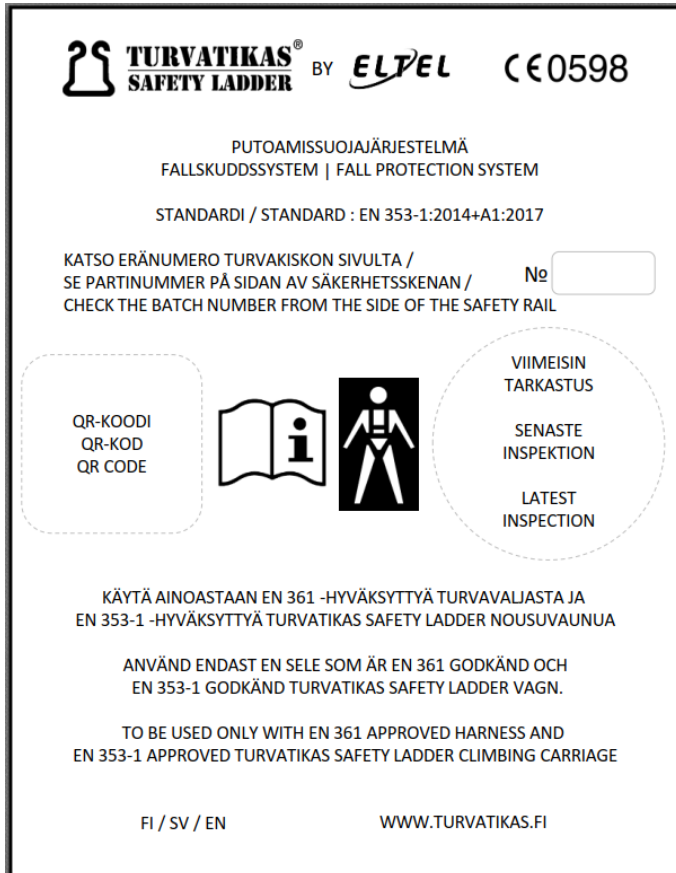 TURVATIKAS®
SAFETY LADDER
BY ELTEL
CE0598
PUTOAMISSUOJAJÄRJESTELMÄ
FALLSKUDDSSYSTEM | FALL PROTECTION SYSTEM
STANDARDI / STANDARD : EN 353-1:2014+A1:2017
KATSO ERÄNUMERO TURVAKISKON SIVULTA /
SE PARTINUMMER PÅ SIDAN AV SÄKERHETSSKENAN /
CHECK THE BATCH NUMBER FROM THE SIDE OF THE SAFETY RAIL
№
QR-KOODI
QR-KOD
QR CODE
i
VIIMEISIN
TARKASTUS
SENASTE
INSPEKTION
LATEST
INSPECTION
KÄYTÄ AINOASTAAN EN 361 -HYVÄKSYTTYÄ TURVAVALJASTA JA
EN 353-1 -HYVÄKSYTTYÄ TURVATIKAS SAFETY LADDER NOUSUVAUNUA
ANVÄND ENDAST EN SELE SOM ÄR EN 361 GODKÄND OCH
EN 353-1 GODKÄND TURVATIKAS SAFETY LADDER VAGN.
TO BE USED ONLY WITH EN 361 APPROVED HARNESS AND
EN 353-1 APPROVED TURVATIKAS SAFETY LADDER CLIMBING CARRIAGE
FI / SV / EN
WWW.TURVATIKAS.FI